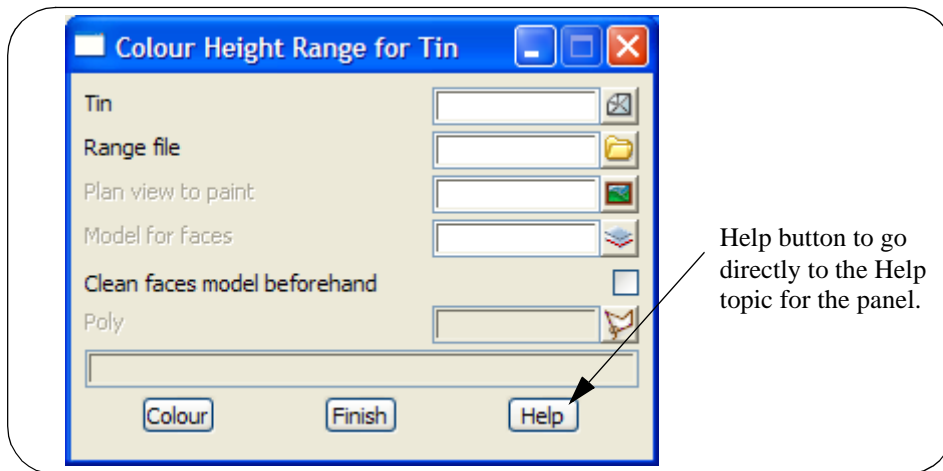 Colour Height Range for Tin
Tin
Range file
Plan view to paint
Model for faces
Clean faces model beforehand
Poly
Colour
Finish
Help
Help button to go
directly to the Help
topic for the panel.